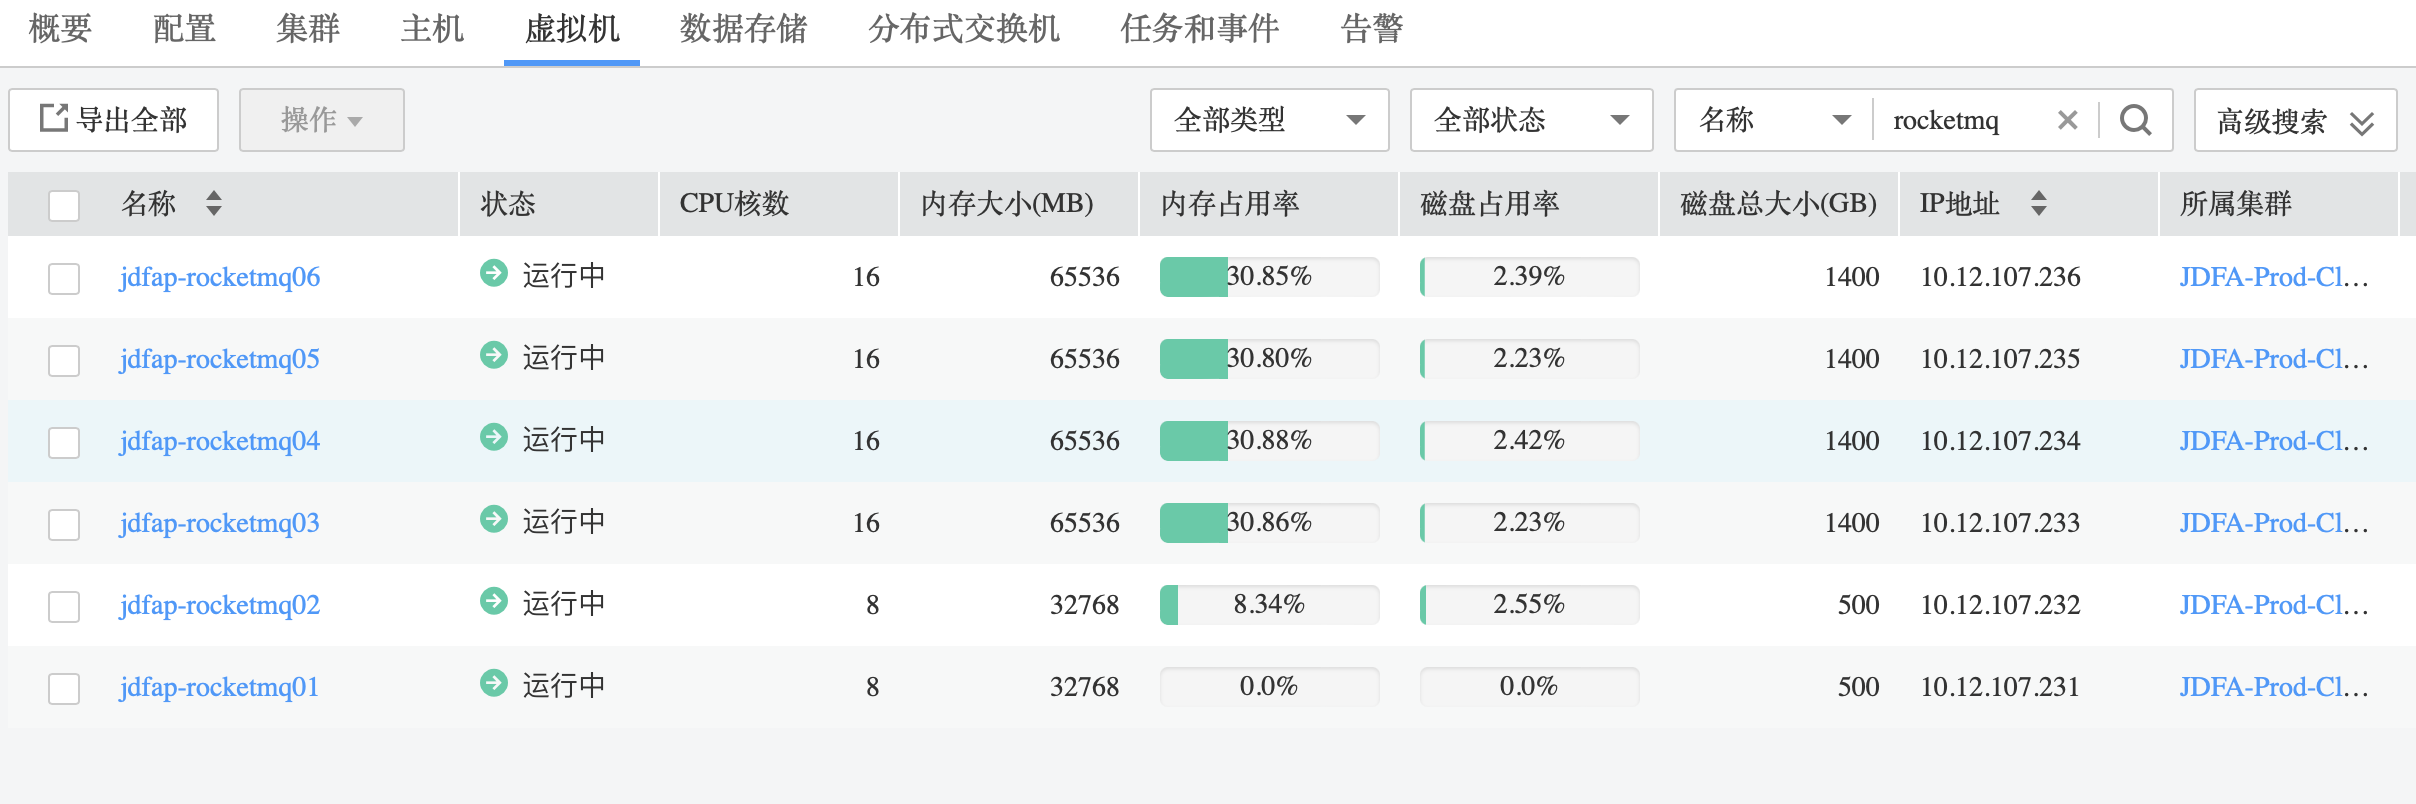 概要 配置 集群 主机 虚拟机 数据存储 分布式交换机 任务和事件 告警
导出全部 操作 全部类型 全部状态 名称 rocketmq 高级搜索
名称 状态 CPU核数 内存大小(MB) 内存占用率 磁盘占用率 磁盘总大小(GB) IP地址 所属集群
jdfap-rocketmq06 运行中 16 65536 30.85% 2.39% 1400 10.12.107.236 JDFA-Prod-Cl...
jdfap-rocketmq05 运行中 16 65536 30.80% 2.23% 1400 10.12.107.235 JDFA-Prod-Cl...
jdfap-rocketmq04 运行中 16 65536 30.88% 2.42% 1400 10.12.107.234 JDFA-Prod-Cl...
jdfap-rocketmq03 运行中 16 65536 30.86% 2.23% 1400 10.12.107.233 JDFA-Prod-Cl...
jdfap-rocketmq02 运行中 8 32768 8.34% 2.55% 500 10.12.107.232 JDFA-Prod-Cl...
jdfap-rocketmq01 运行中 8 32768 0.0% 0.0% 500 10.12.107.231 JDFA-Prod-Cl...